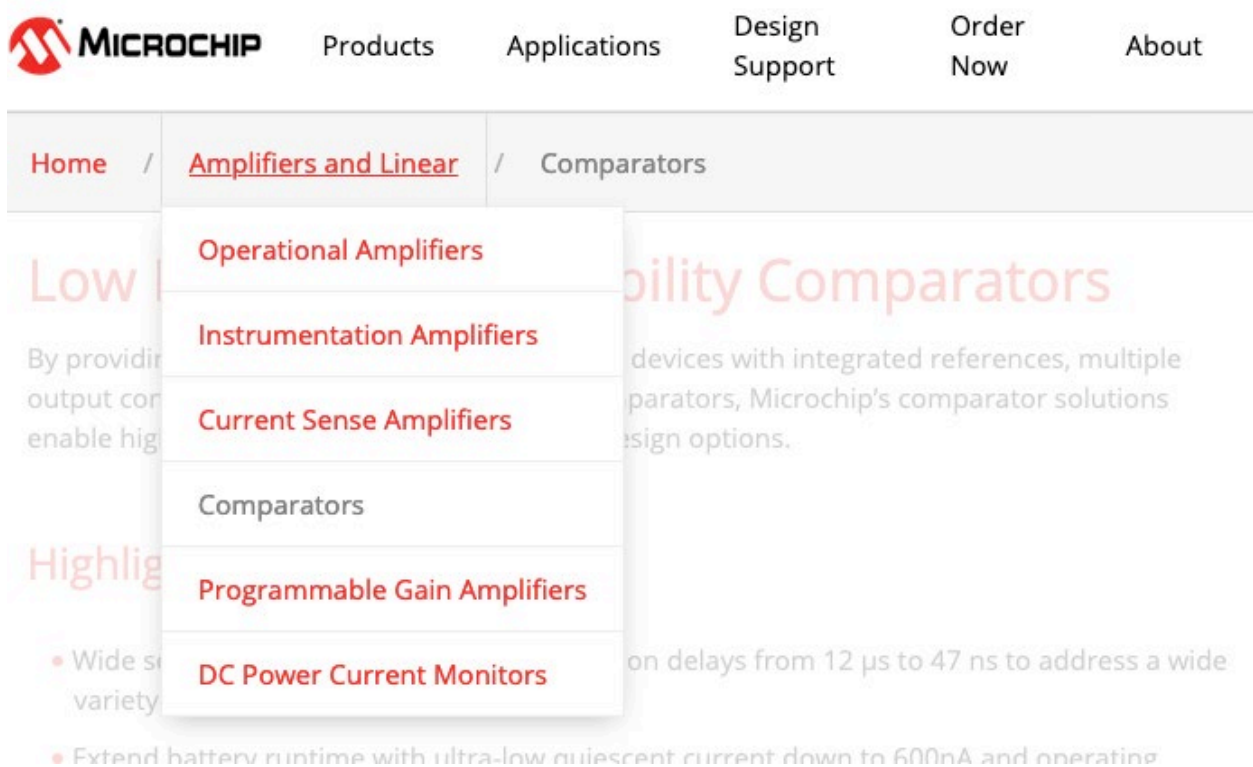 MICROCHIP
Products
Applications
Design
Support
Order
Now
About
Home / Amplifiers and Linear / Comparators
Operational Amplifiers
Instrumentation Amplifiers
Current Sense Amplifiers
Comparators
Programmable Gain Amplifiers
DC Power Current Monitors
Low bility Comparators
By providin devices with integrated references, multiple
output con parators, Microchip's comparator solutions
enable hig esign options.
Highlig
• Wide s on delays from 12 µs to 47 ns to address a wide
variety
• Extend battery runtime with ultra-low quiescent current down to 600nA and operating